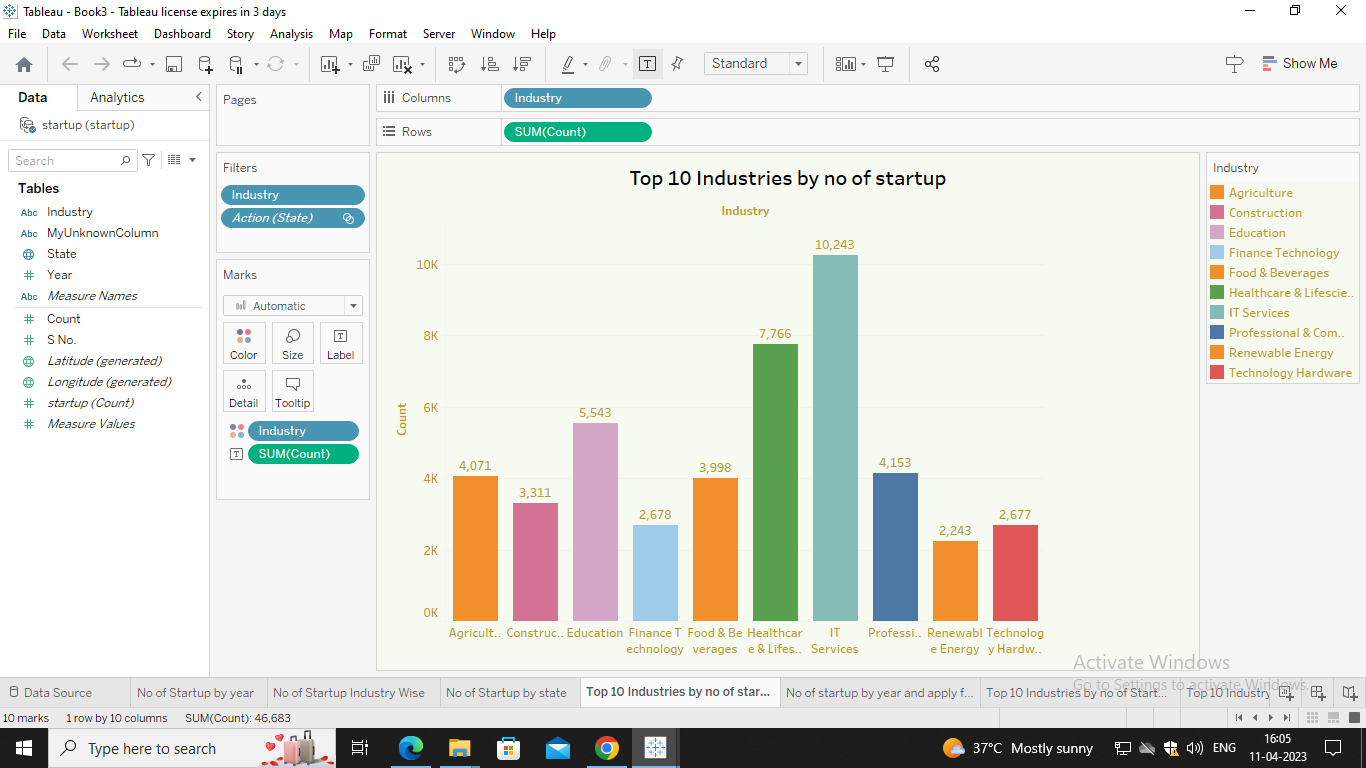 Tableau - Book3 - Tableau license expires in 3 days
File Data Worksheet Dashboard Story Analysis Map Format Server Window Help
Standard
Show Me
Data
Analytics
startup (startup)
Search
Tables
Abc Industry
Abc MyUnknownColumn
State
# Year
Abc Measure Names
# Count
# S No.
Latitude (generated)
Longitude (generated)
# startup (Count)
# Measure Values
Pages
Filters
Industry
Action (State)
Marks
Automatic
Color
Size
T
Label
Detail
Tooltip
Industry
T SUM(Count)
Columns
Industry
Rows
SUM(Count)
Top 10 Industries by no of startup
Industry
Count
10K
8K
6K
4K
2K
0K
4,071
3,311
5,543
2,678
3,998
7,766
10,243
4,153
2,243
2,677
Agricult..
Construc..
Education
Finance T
echnology
Food & Be
verages
Healthcar
e & Lifes..
IT
Services
Professi..
Renewabl
e Energy
Technolog
y Hardw..
Industry
Agriculture
Construction
Education
Finance Technology
Food & Beverages
Healthcare & Lifescie..
IT Services
Professional & Com..
Renewable Energy
Technology Hardware
Activate Windows
Go to Settings to activate Windows.
Data Source
No of Startup by year
No of Startup Industry Wise
No of Startup by state
Top 10 Industries by no of star...
No of startup by year and apply f...
Top 10 Industries by no of Start...
Top 10 Industry
10 marks
1 row by 10 columns
SUM(Count): 46,683
Type here to search
37°C Mostly sunny
ENG
16:05
11-04-2023